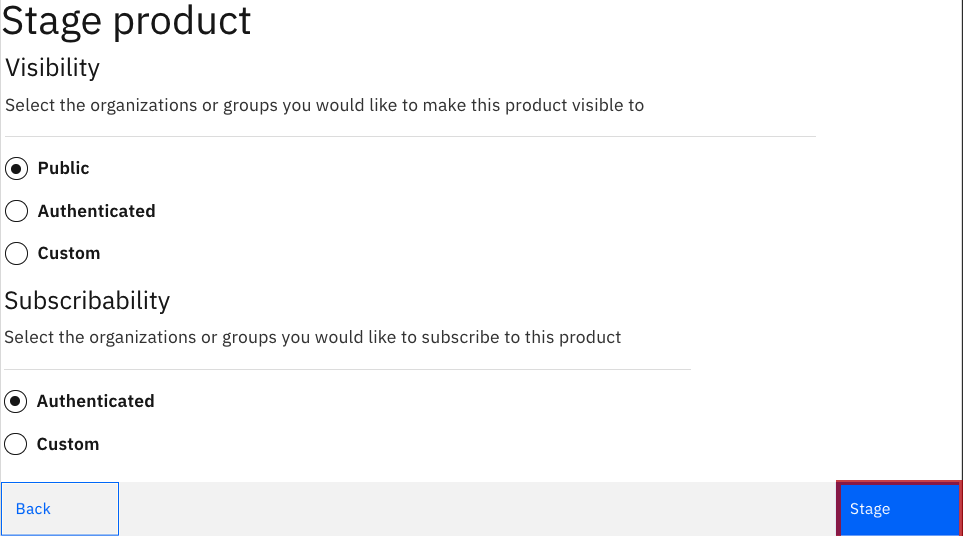 Stage product
Visibility
Select the organizations or groups you would like to make this product visible to
Public
Authenticated
Custom
Subscribability
Select the organizations or groups you would like to subscribe to this product
Authenticated
Custom
Back
Stage